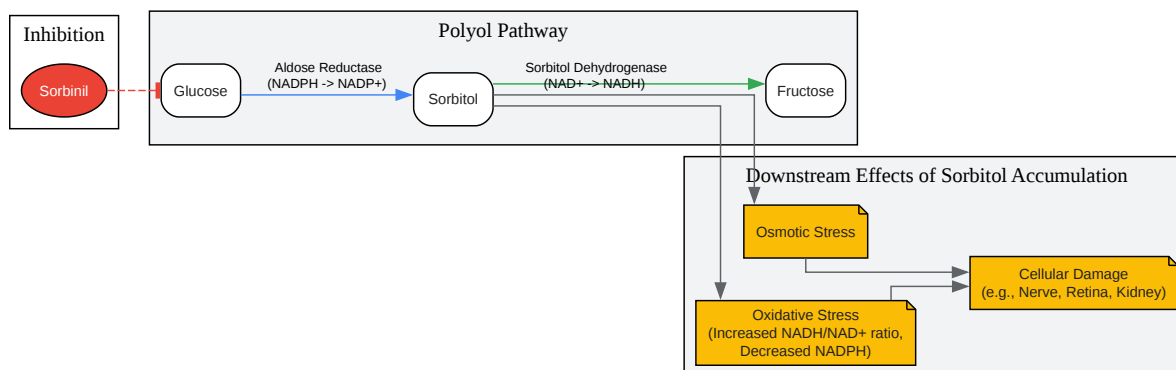 Inhibition
Sorbinil
Polyol Pathway
Glucose
Aldose Reductase
(NADPH -> NADP+)
Sorbitol
Sorbitol Dehydrogenase
(NAD+ -> NADH)
Fructose
Downstream Effects of Sorbitol Accumulation
Osmotic Stress
Cellular Damage
(e.g., Nerve, Retina, Kidney)
Oxidative Stress
(Increased NADH/NAD+ ratio,
Decreased NADPH)